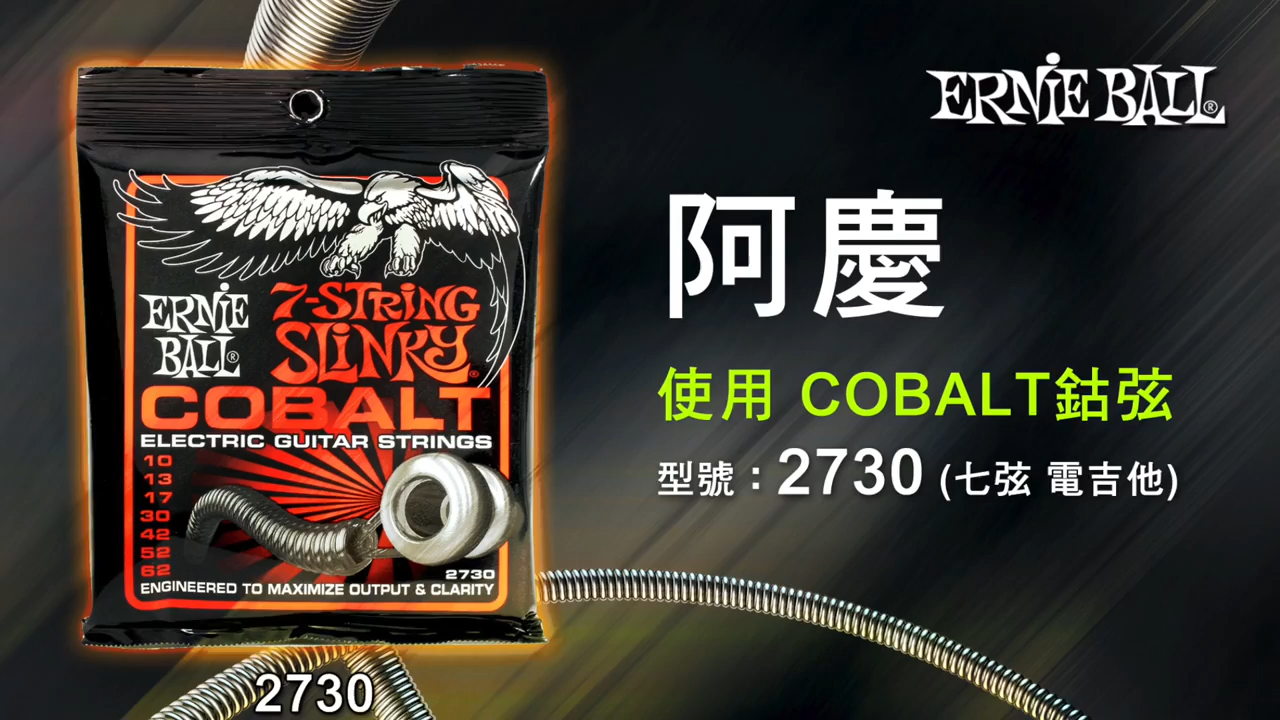 ERNIE BALL®
阿慶
使用 COBALT鈷弦
型號：2730 (七弦 電吉他)
ERNIE BALL®
7-STRING SLINKY®
COBALT
ELECTRIC GUITAR STRINGS
10
13
17
30
42
52
62
2730
ENGINEERED TO MAXIMIZE OUTPUT & CLARITY
2730